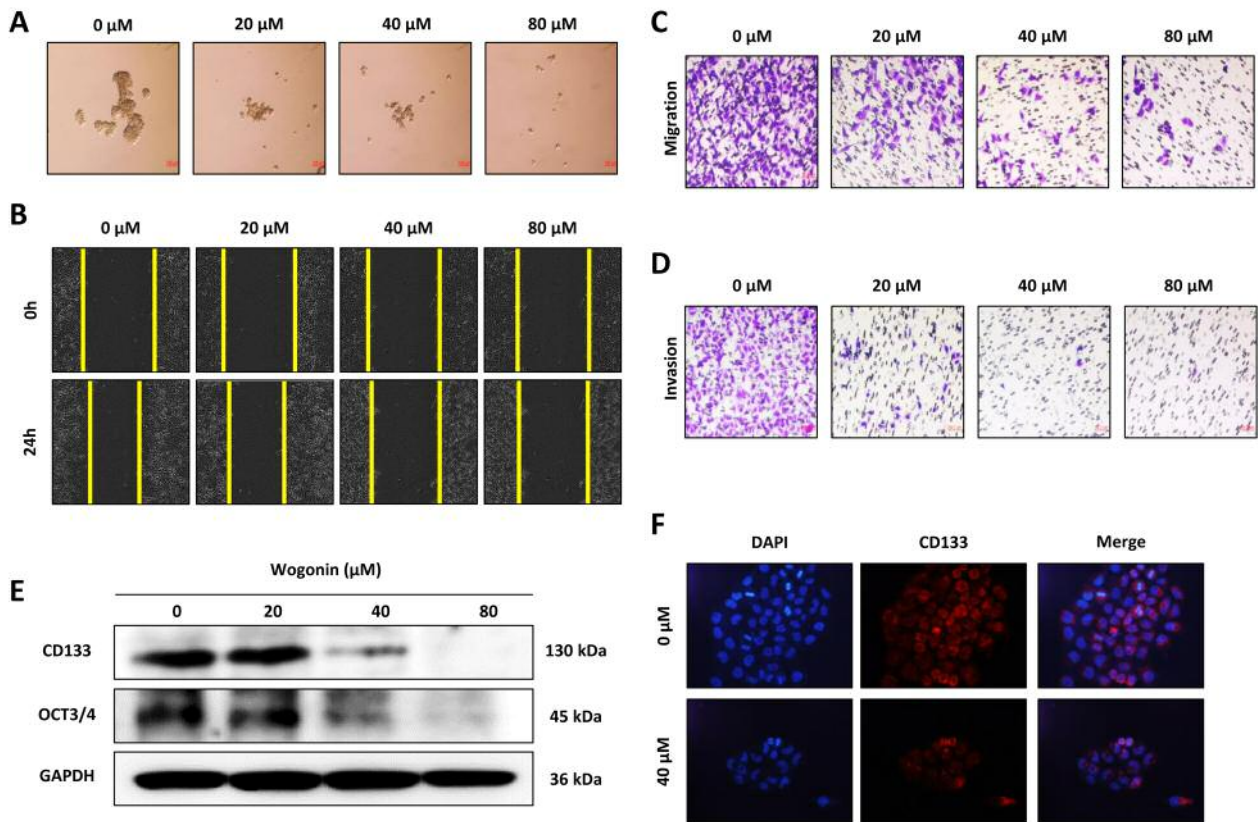 A
0 µM 20 µM 40 µM 80 µM
B
0 µM 20 µM 40 µM 80 µM
0h
24h
C
0 µM 20 µM 40 µM 80 µM
Migration
D
0 µM 20 µM 40 µM 80 µM
Invasion
E
Wogonin (µM)
0 20 40 80
CD133 130 kDa
OCT3/4 45 kDa
GAPDH 36 kDa
F
DAPI CD133 Merge
0 µM
40 µM